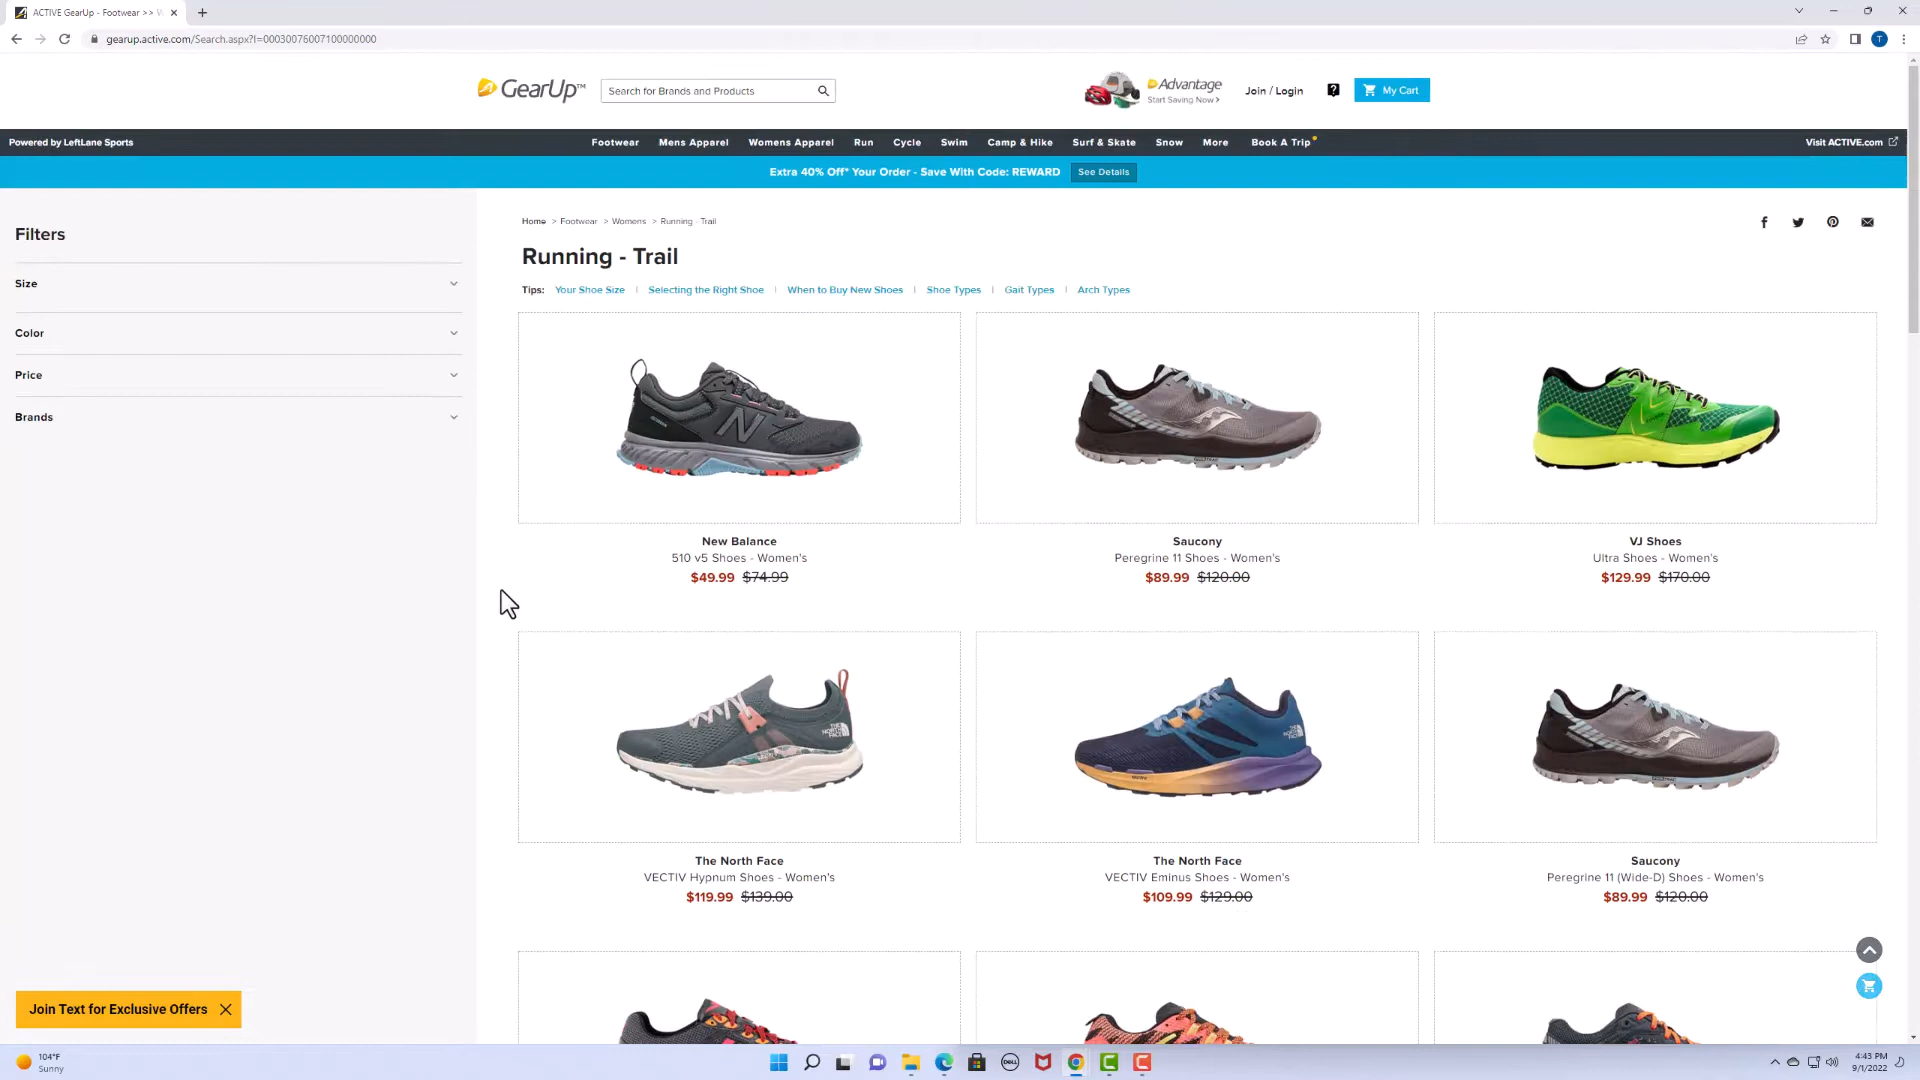 ACTIVE GearUp - Footwear >> W
gearup.active.com/Search.aspx?l=00030076007100000000
T
GearUp™
Search for Brands and Products
Advantage
Start Saving Now >
Join / Login
?
My Cart
Powered by LeftLane Sports
Footwear
Mens Apparel
Womens Apparel
Run
Cycle
Swim
Camp & Hike
Surf & Skate
Snow
More
Book A Trip
Visit ACTIVE.com
Extra 40% Off* Your Order - Save With Code: REWARD
See Details
Filters
Size
Color
Price
Brands
Home > Footwear > Womens > Running - Trail
Running - Trail
Tips: Your Shoe Size | Selecting the Right Shoe | When to Buy New Shoes | Shoe Types | Gait Types | Arch Types
New Balance
510 v5 Shoes - Women's
$49.99 $74.99
Saucony
Peregrine 11 Shoes - Women's
$89.99 $120.00
VJ Shoes
Ultra Shoes - Women's
$129.99 $170.00
The North Face
VECTIV Hypnum Shoes - Women's
$119.99 $139.00
The North Face
VECTIV Eminus Shoes - Women's
$109.99 $129.00
Saucony
Peregrine 11 (Wide-D) Shoes - Women's
$89.99 $120.00
Join Text for Exclusive Offers
104°F
Sunny
DELL
4:43 PM
9/1/2022